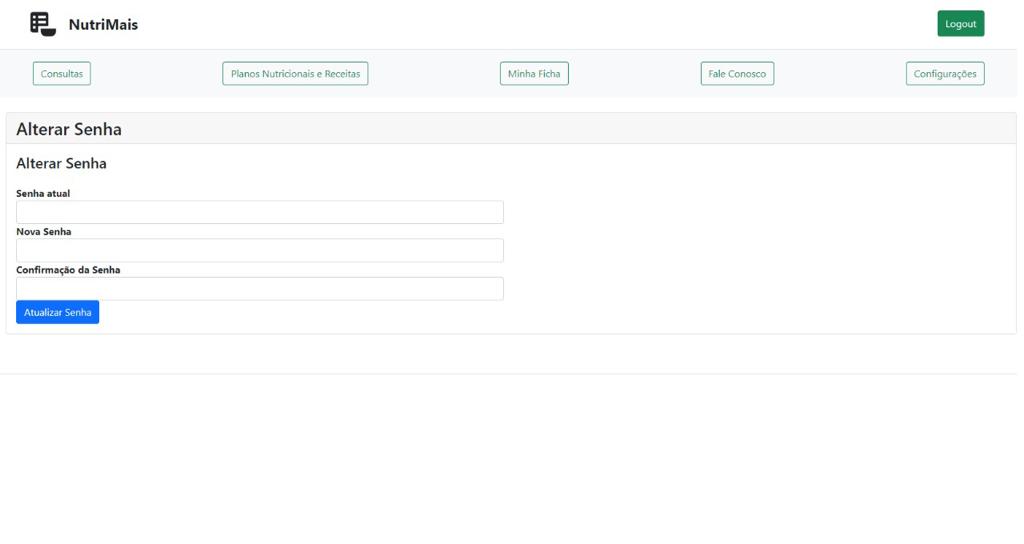 NutriMais
Logout
Consultas
Planos Nutricionais e Receitas
Minha Ficha
Fale Conosco
Configurações
Alterar Senha
Alterar Senha
Senha atual
Nova Senha
Confirmação da Senha
Atualizar Senha